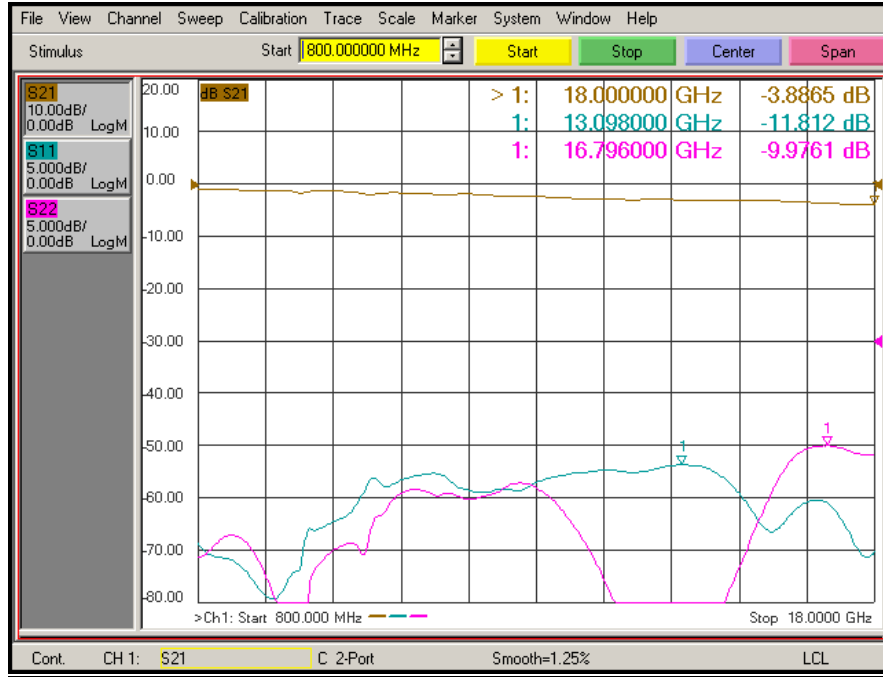 File View Channel Sweep Calibration Trace Scale Marker System Window Help
Stimulus Start 800.000000 MHz Start Stop Center Span
S21
10.00dB/
0.00dB LogM
S11
5.000dB/
0.00dB LogM
S22
5.000dB/
0.00dB LogM
dB S21
> 1: 18.000000 GHz -3.8865 dB
1: 13.098000 GHz -11.812 dB
1: 16.796000 GHz -9.9761 dB
20.00
10.00
0.00
-10.00
-20.00
-30.00
-40.00
-50.00
-60.00
-70.00
-80.00
1
1
>Ch1: Start 800.000 MHz Stop 18.0000 GHz
Cont. CH 1: S21 C 2-Port Smooth=1.25% LCL